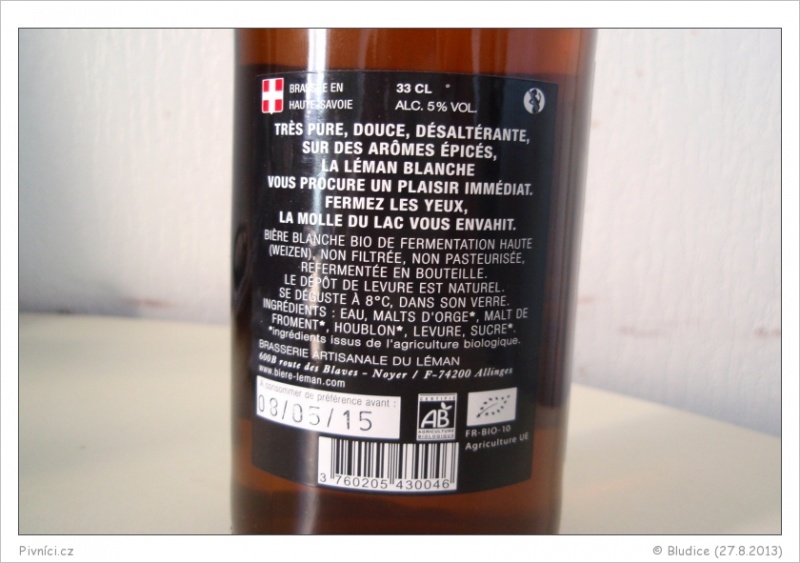 BRASSÉE EN
HAUTE-SAVOIE
33 CL
ALC. 5% VOL.
TRÈS PURE, DOUCE, DÉSALTÉRANTE,
SUR DES ARÔMES ÉPICÉS,
LA LÉMAN BLANCHE
VOUS PROCURE UN PLAISIR IMMÉDIAT.
FERMEZ LES YEUX,
LA MOLLE DU LAC VOUS ENVAHIT.
BIÈRE BLANCHE BIO DE FERMENTATION HAUTE
(WEIZEN), NON FILTRÉE, NON PASTEURISÉE,
REFERMENTÉE EN BOUTEILLE.
LE DÉPÔT DE LEVURE EST NATUREL.
SE DÉGUSTE À 8°C, DANS SON VERRE.
INGRÉDIENTS : EAU, MALTS D'ORGE*, MALT DE
FROMENT*, HOUBLON*, LEVURE, SUCRE*.
*ingrédients issus de l'agriculture biologique.
BRASSERIE ARTISANALE DU LÉMAN
600B route des Blaves - Noyer / F-74200 Allinges
www.biere-leman.com
A consommer de préférence avant :
08/05/15
CERTIFIÉ
AB
AGRICULTURE
BIOLOGIQUE
FR-BIO-10
Agriculture UE
3 760205 430046
Pivníci.cz
© Bludice (27.8.2013)